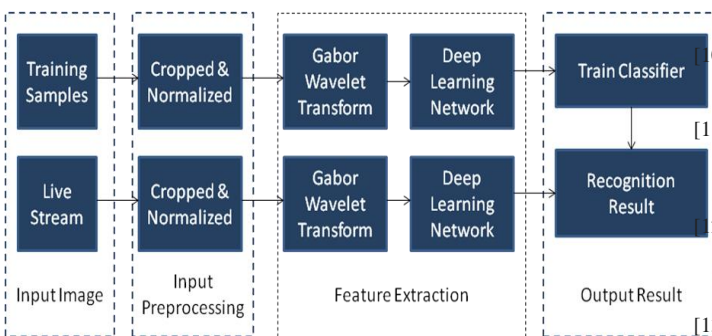 Training
Samples
Cropped &
Normalized
Gabor
Wavelet
Transform
Deep
Learning
Network
Train Classifier
Live
Stream
Cropped &
Normalized
Gabor
Wavelet
Transform
Deep
Learning
Network
Recognition
Result
Input Image
Input
Preprocessing
Feature Extraction
Output Result